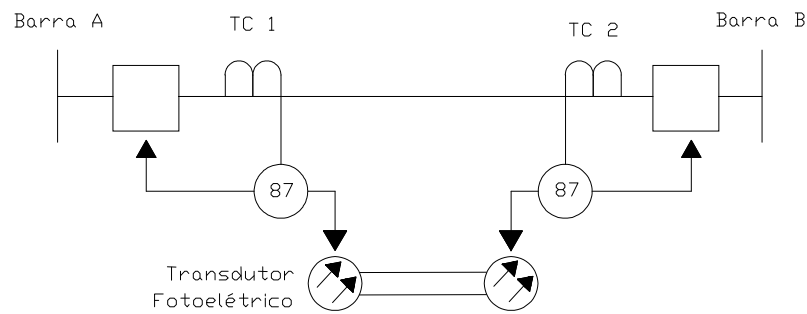 Barra A
TC 1
TC 2
Barra B
87
87
Transdutor
Fotoelétrico